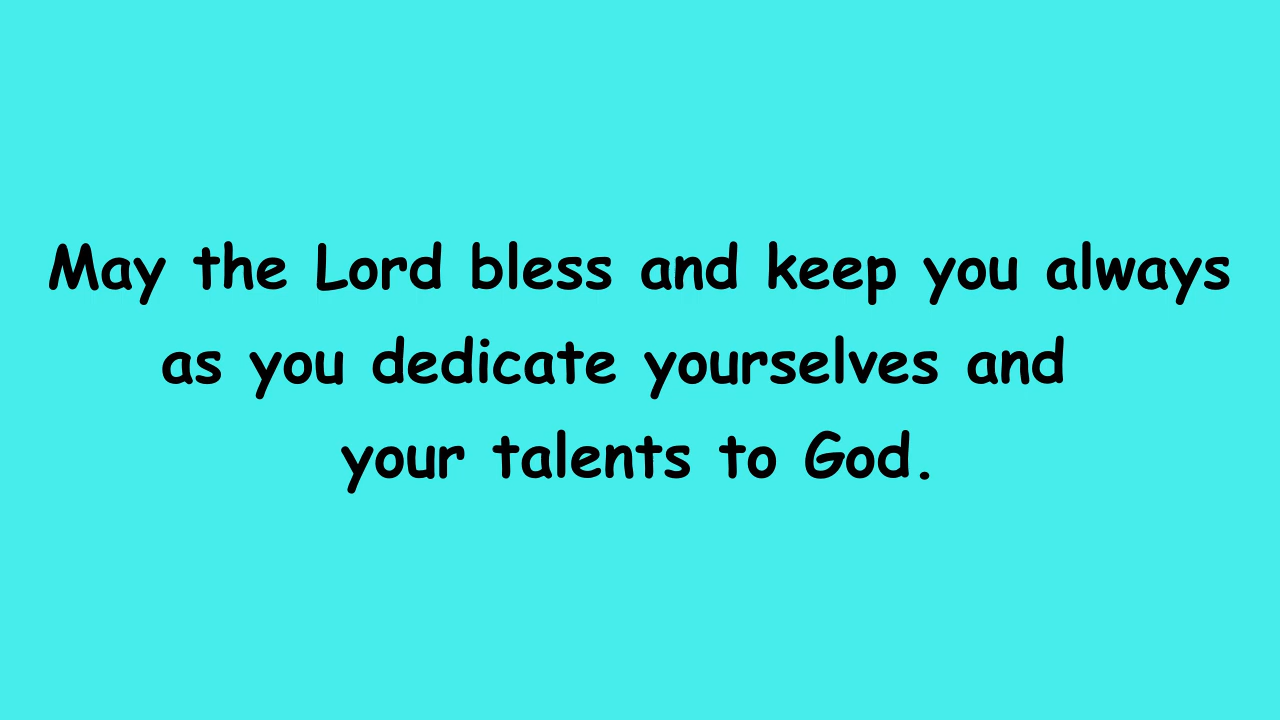 May the Lord bless and keep you always
as you dedicate yourselves and
your talents to God.